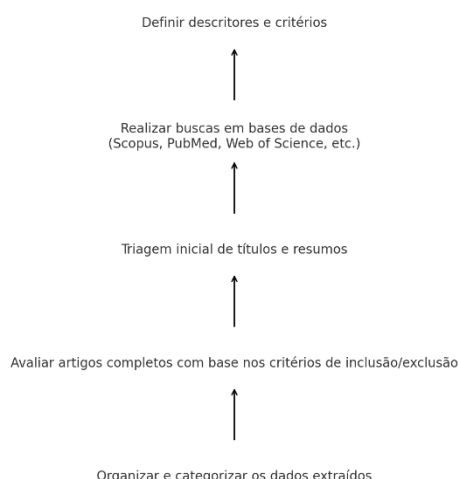 Definir descritores e critérios
Realizar buscas em bases de dados
(Scopus, PubMed, Web of Science, etc.)
Triagem inicial de títulos e resumos
Avaliar artigos completos com base nos critérios de inclusão/exclusão
Organizar e categorizar os dados extraídos